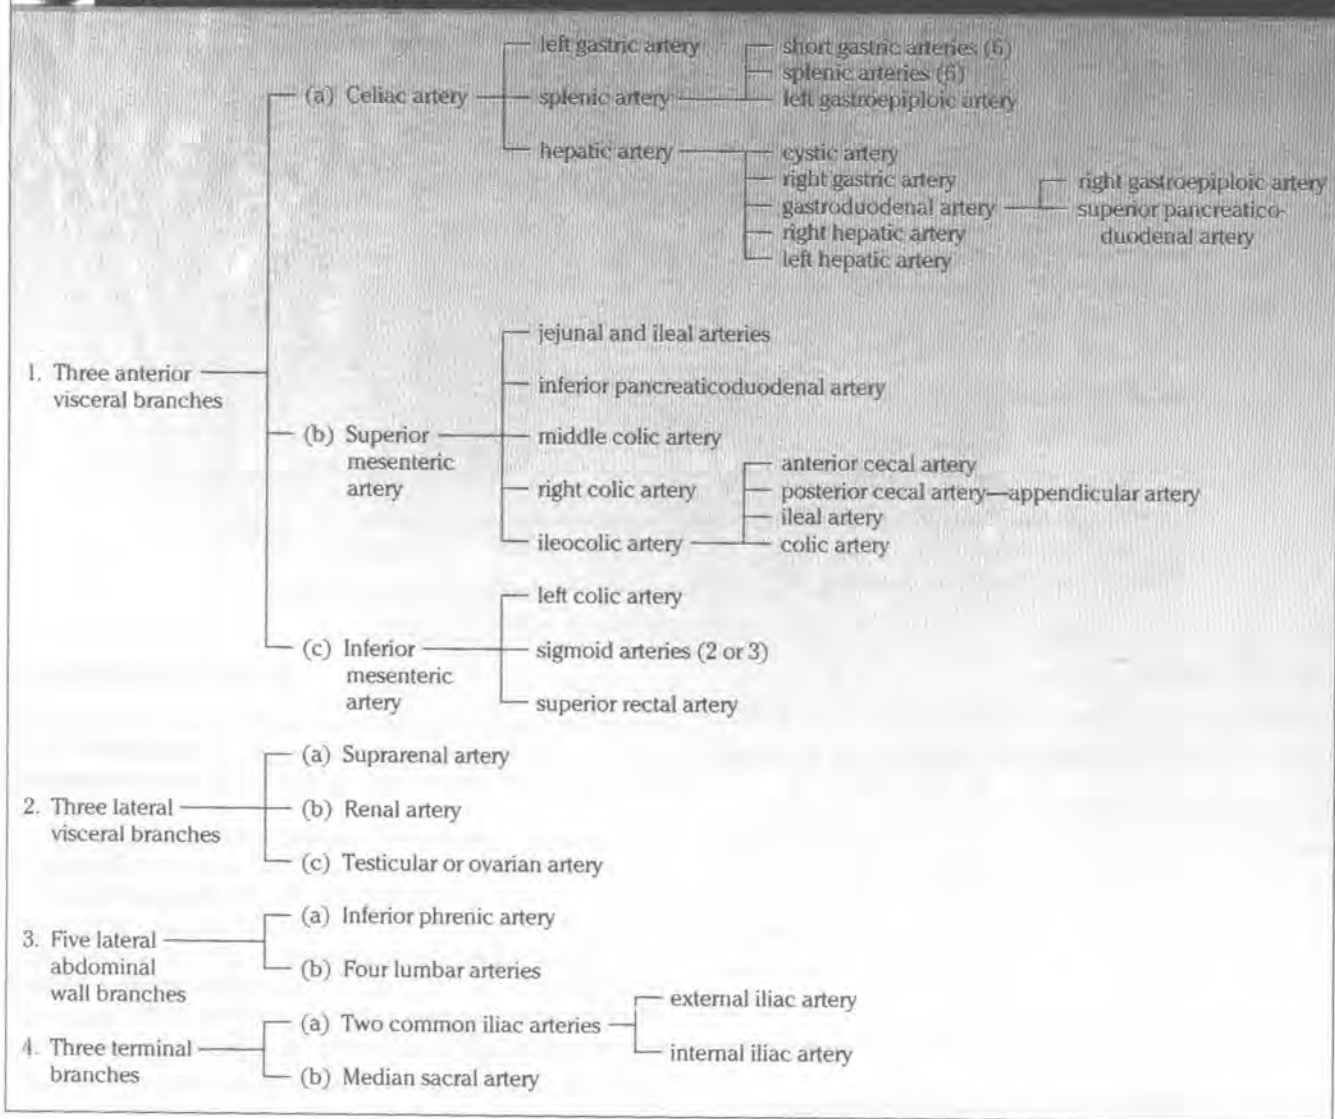 left gastric artery
short gastric arteries (6)
splenic arteries (6)
(a) Celiac artery
splenic artery
left gastroepiploic artery
hepatic artery
cystic artery
right gastric artery
right gastroepiploic artery
gastroduodenal artery
superior pancreatico-
duodenal artery
right hepatic artery
left hepatic artery
1. Three anterior
visceral branches
jejunal and ileal arteries
inferior pancreaticoduodenal artery
(b) Superior
mesenteric
artery
middle colic artery
right colic artery
anterior cecal artery
posterior cecal artery—appendicular artery
ileal artery
ileocolic artery
colic artery
left colic artery
(c) Inferior
mesenteric
artery
sigmoid arteries (2 or 3)
superior rectal artery
2. Three lateral
visceral branches
(a) Suprarenal artery
(b) Renal artery
(c) Testicular or ovarian artery
3. Five lateral
abdominal
wall branches
(a) Inferior phrenic artery
(b) Four lumbar arteries
4. Three terminal
branches
(a) Two common iliac arteries
external iliac artery
internal iliac artery
(b) Median sacral artery